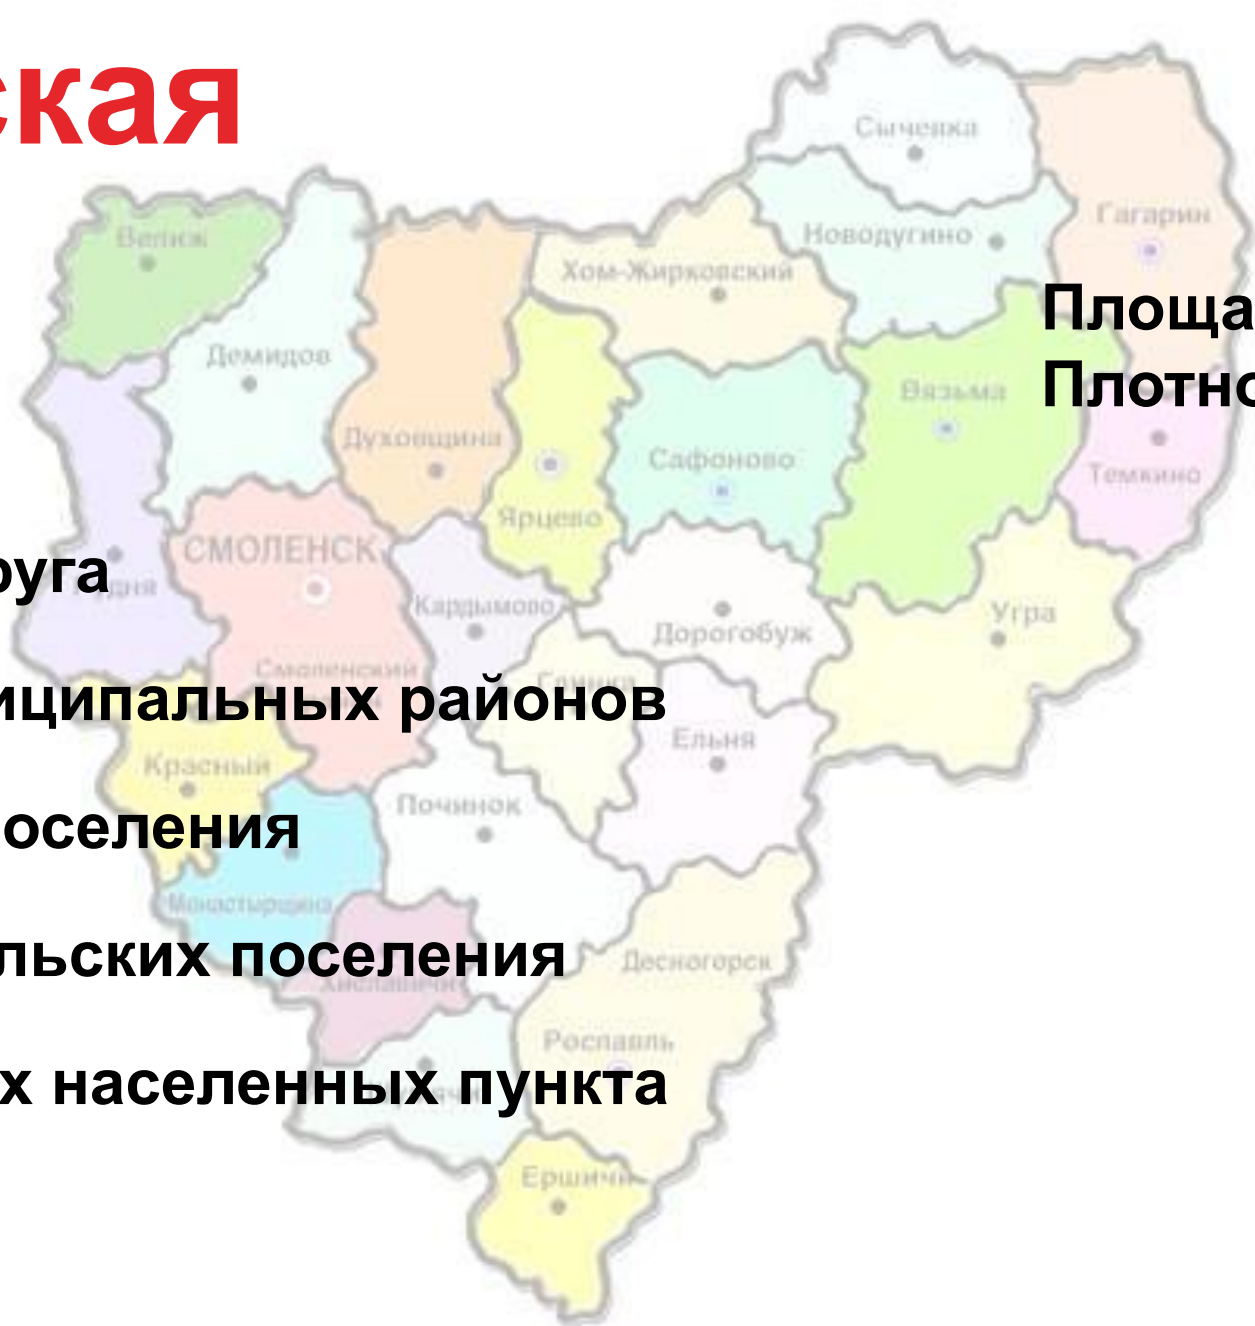 ская
Сычевка
Гагарин
Велиж
Новодугино
Хом-Жирковский
Площа
Демидов
Плотно
Вязьма
Духовщина
Сафоново
Темкино
Ярцево
СМОЛЕНСК
руга
Кардымово
Угра
Дорогобуж
Смоленский
Глинка
иципальных районов
Ельня
Красный
Починок
оселения
Монастырщина
льских поселения
Десногорск
Хиславичи
Рославль
х населенных пункта
Ершичи